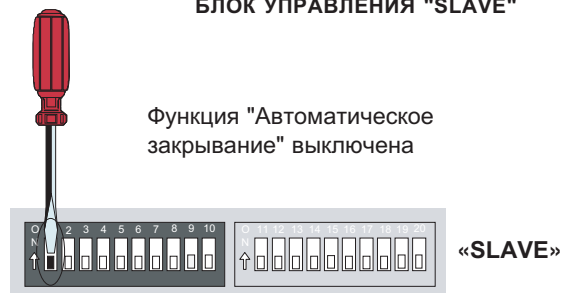 БЛОК УПРАВЛЕНИЯ "SLAVE"
Функция "Автоматическое
закрывание" выключена
O 2 3 4 5 6 7 8 9 10 O 11 12 13 14 15 16 17 18 19 20
N N
«SLAVE»